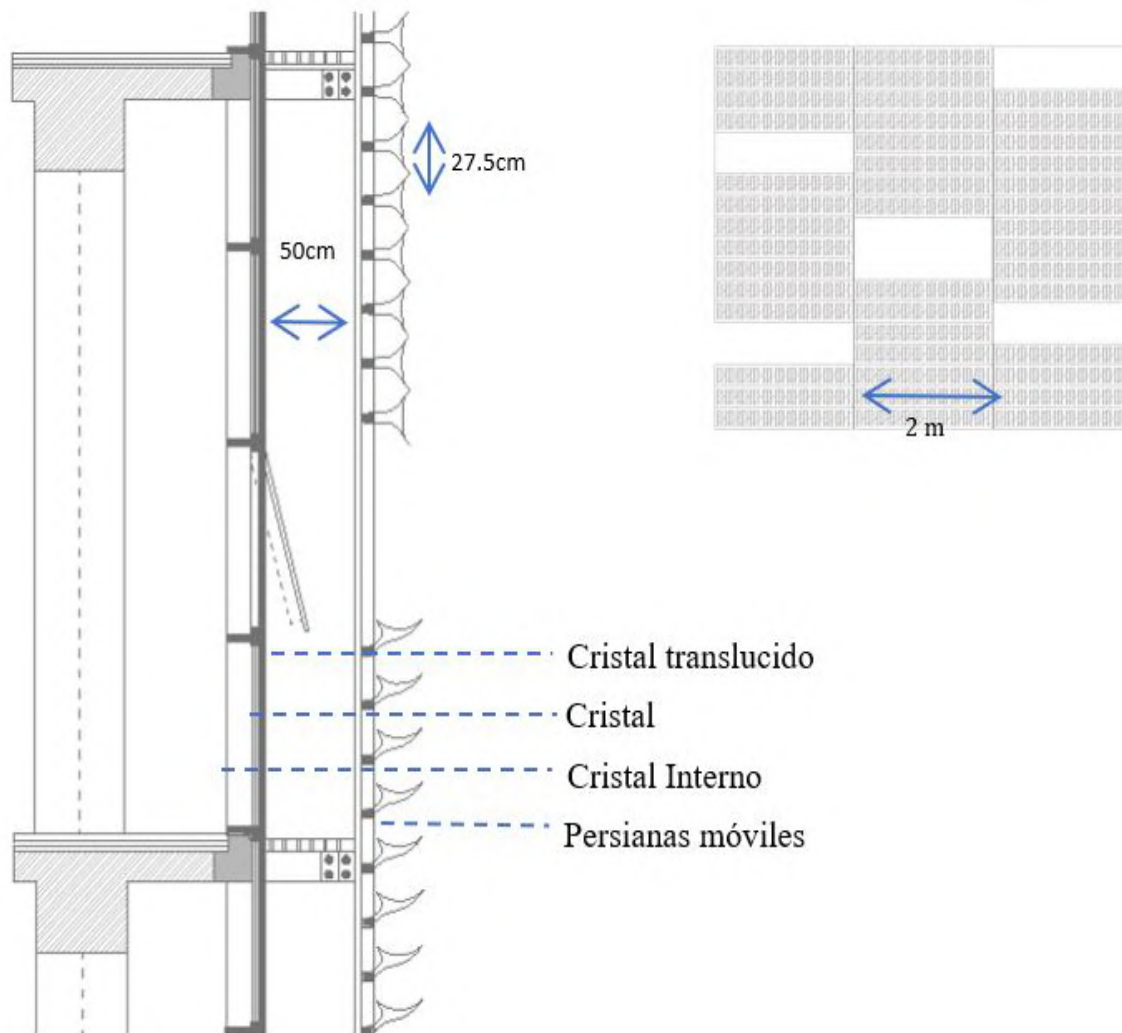 27.5cm
50cm
2 m
Cristal translucido
Cristal
Cristal Interno
Persianas móviles